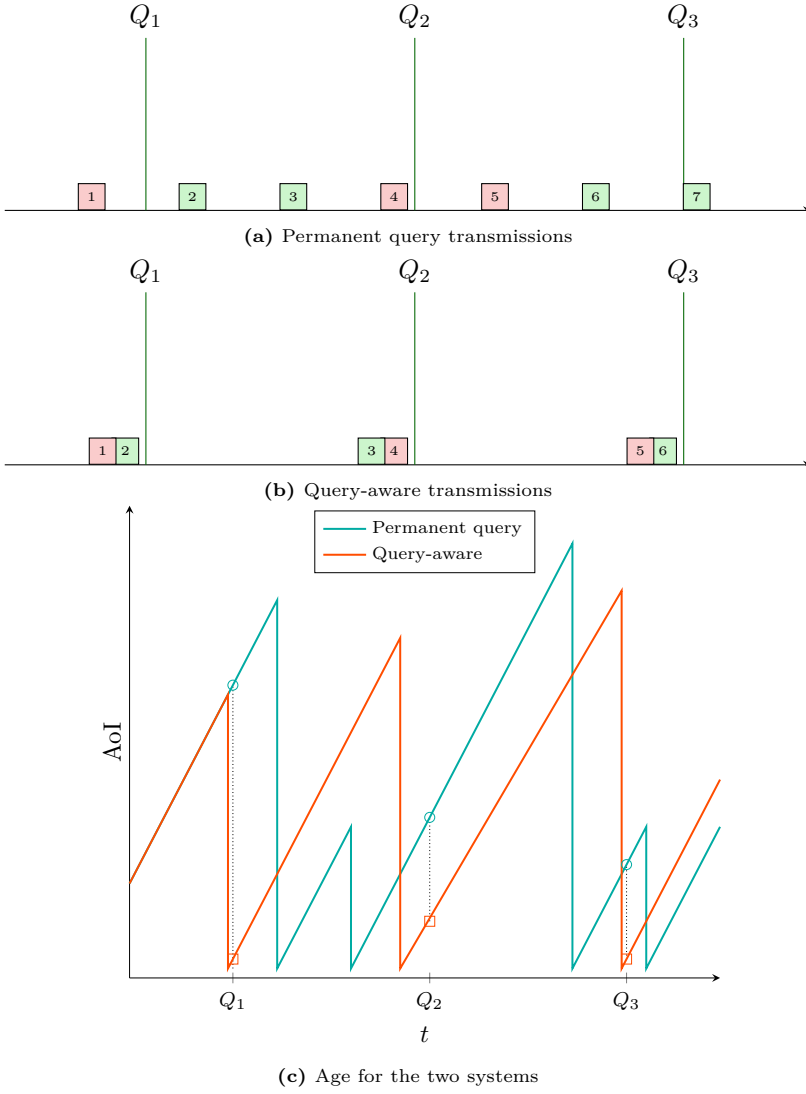 Q1 Q2 Q3
1 2 3 4 5 6 7
(a) Permanent query transmissions
Q1 Q2 Q3
1 2 3 4 5 6
(b) Query-aware transmissions
Permanent query
Query-aware
AoI
Q1 Q2 Q3
t
(c) Age for the two systems